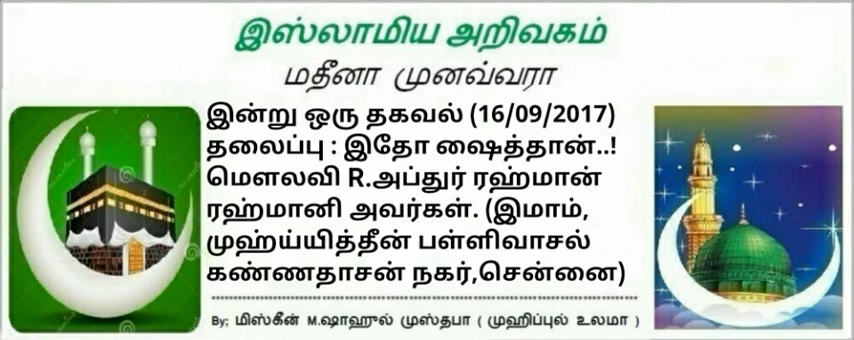 இஸ்லாமிய அறிவகம்
மதீனா முனவ்வரா
இன்று ஒரு தகவல் (16/09/2017)
தலைப்பு : இதோ ஷைத்தான்..!
மௌலவி R.அப்துர் ரஹ்மான்
ரஹ்மானி அவர்கள். (இமாம்,
முஹ்ய்யித்தீன் பள்ளிவாசல்
கண்ணதாசன் நகர்,சென்னை)
By; மிஸ்கீன் M.ஷாஹுல் முஸ்தபா ( முஹிப்புல் உலமா )